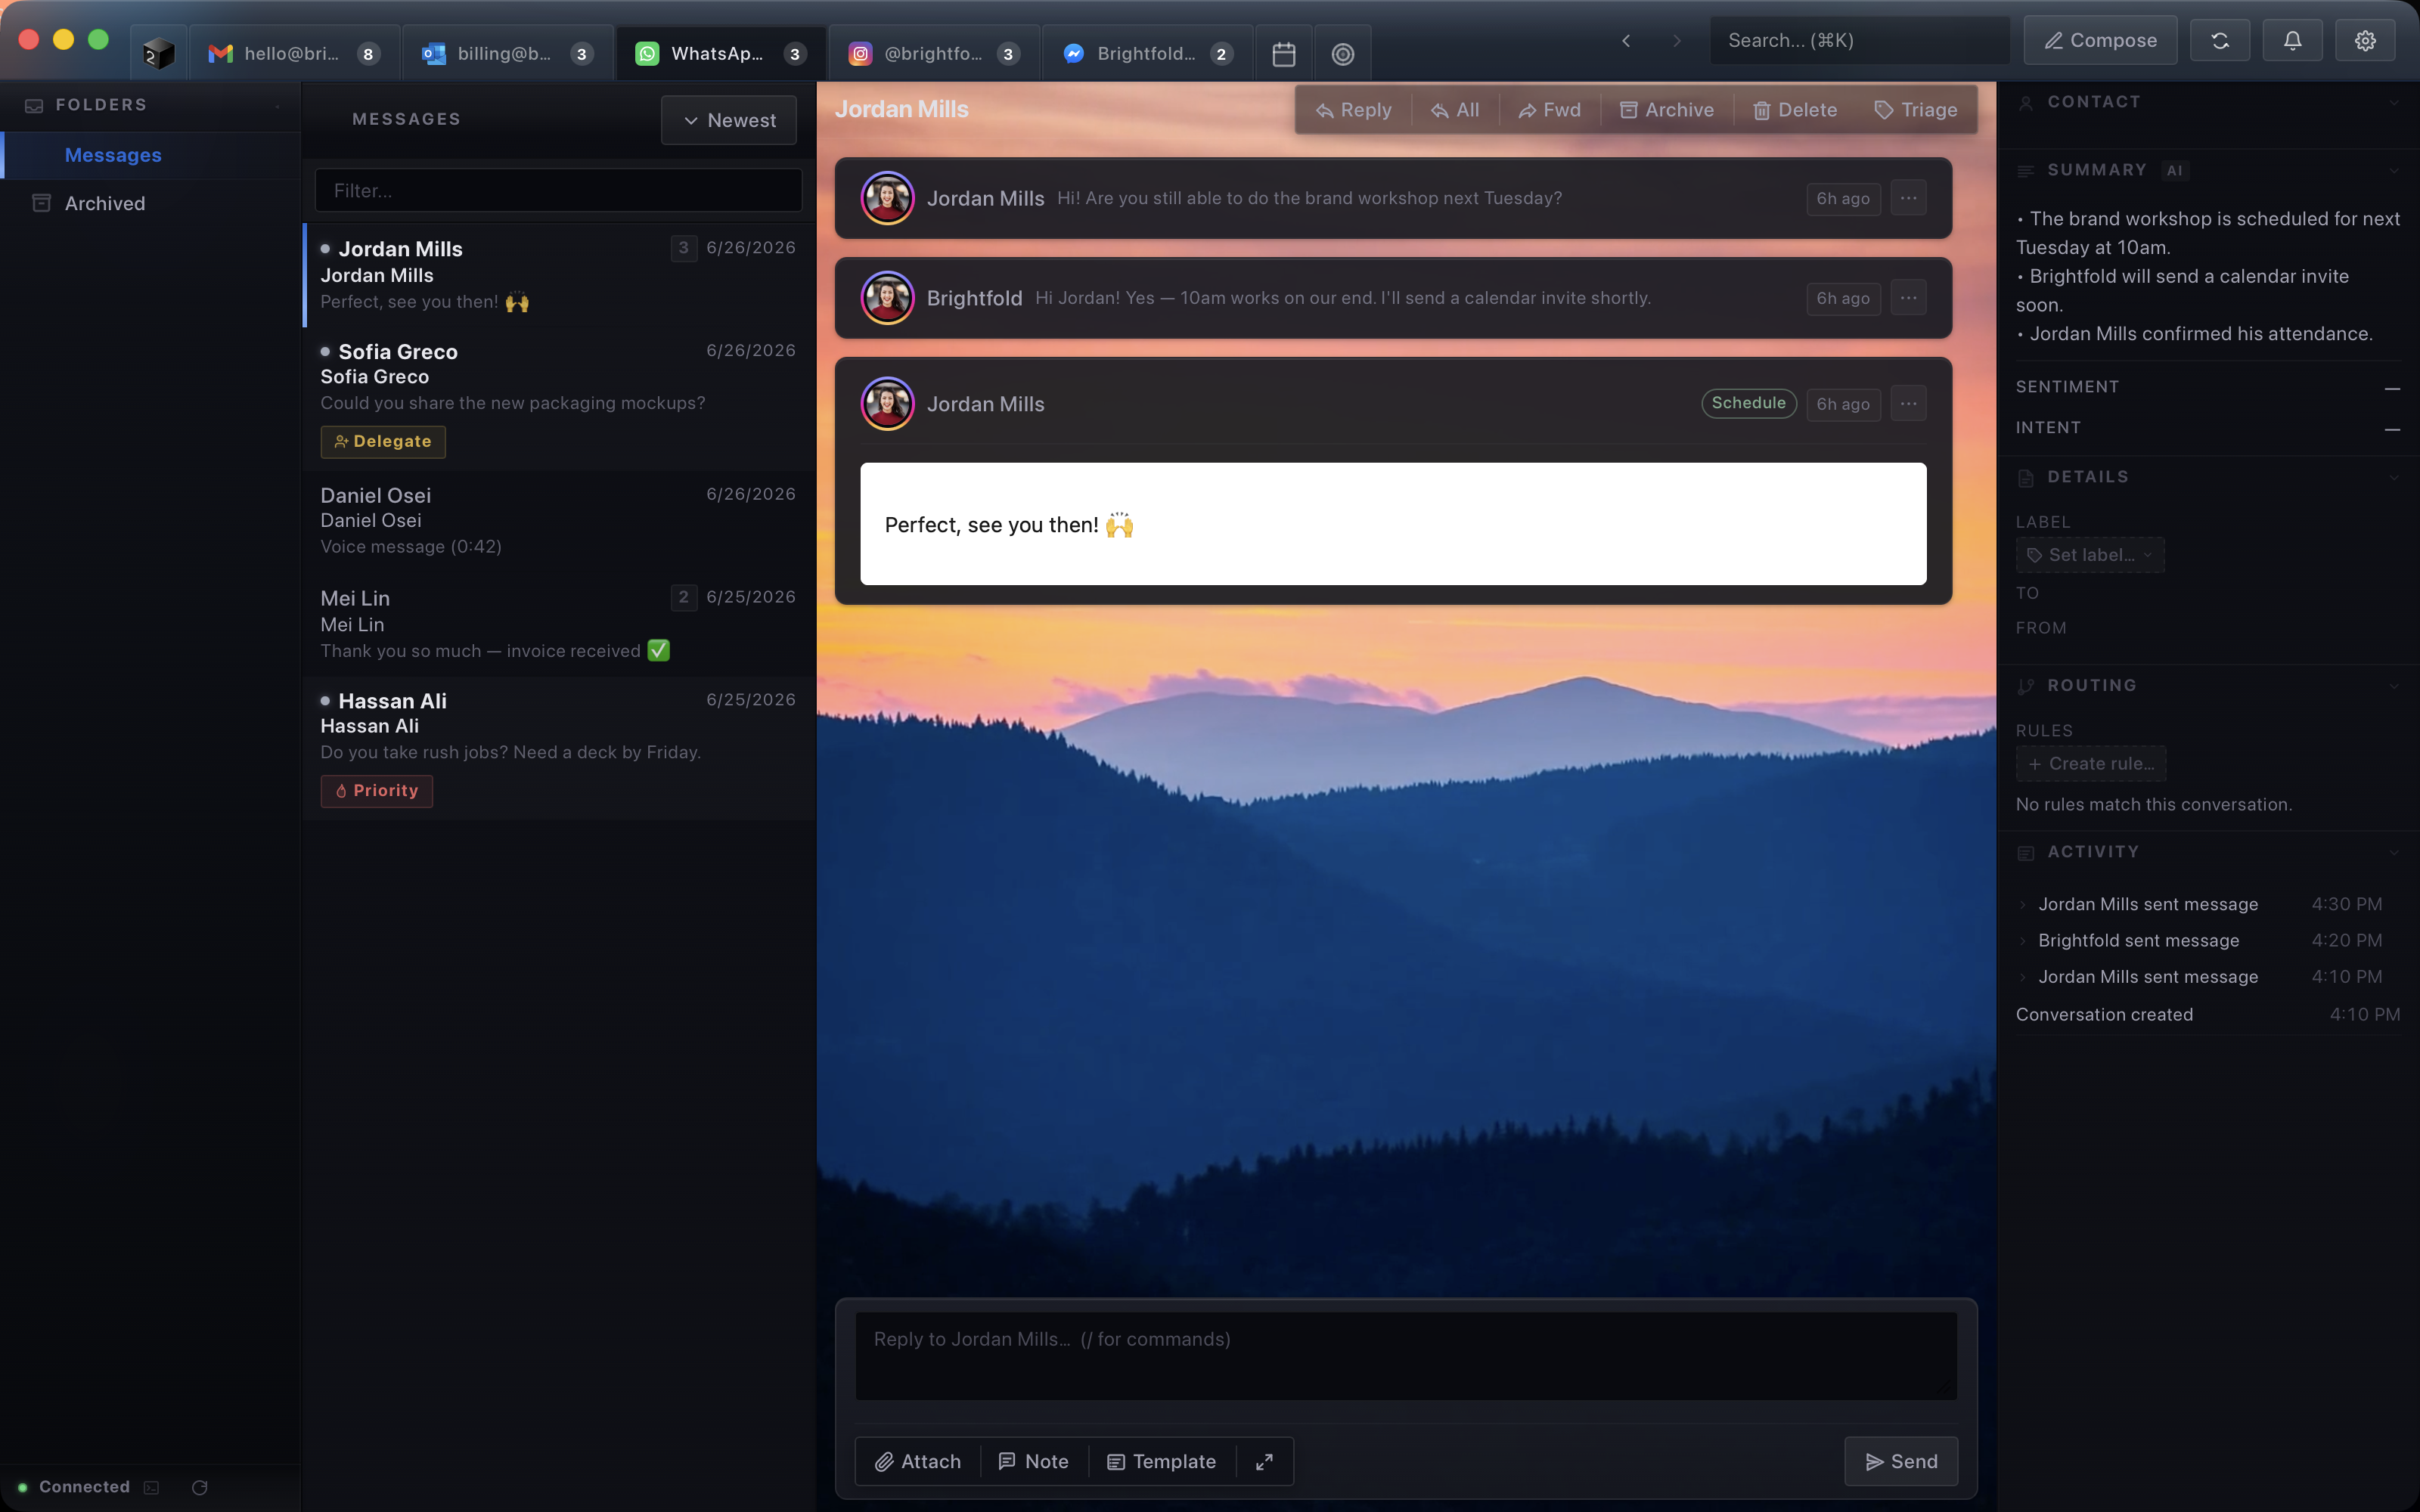 hello@bri... 8
billing@b... 3
WhatsAp... 3
@brightfo... 3
Brightfold... 2
Search... (⌘K)
Compose
FOLDERS
Messages
Archived
Connected
MESSAGES
Newest
Filter...
Jordan Mills 3 6/26/2026
Jordan Mills
Perfect, see you then! 🙌
Sofia Greco 6/26/2026
Sofia Greco
Could you share the new packaging mockups?
Delegate
Daniel Osei 6/26/2026
Daniel Osei
Voice message (0:42)
Mei Lin 2 6/25/2026
Mei Lin
Thank you so much — invoice received ✅
Hassan Ali 6/25/2026
Hassan Ali
Do you take rush jobs? Need a deck by Friday.
Priority
Jordan Mills
Reply All Fwd Archive Delete Triage
Jordan Mills Hi! Are you still able to do the brand workshop next Tuesday? 6h ago
Brightfold Hi Jordan! Yes — 10am works on our end. I'll send a calendar invite shortly. 6h ago
Jordan Mills Schedule 6h ago
Perfect, see you then! 🙌
Reply to Jordan Mills... (/ for commands)
Attach Note Template Send
CONTACT
SUMMARY AI
• The brand workshop is scheduled for next
Tuesday at 10am.
• Brightfold will send a calendar invite
soon.
• Jordan Mills confirmed his attendance.
SENTIMENT —
INTENT —
DETAILS
LABEL
Set label...
TO
FROM
ROUTING
RULES
+ Create rule...
No rules match this conversation.
ACTIVITY
Jordan Mills sent message 4:30 PM
Brightfold sent message 4:20 PM
Jordan Mills sent message 4:10 PM
Conversation created 4:10 PM